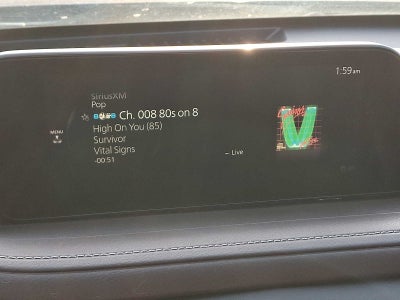 1:59am
SiriusXM
Pop
Ch. 008 80s on 8
MENU
High On You (85)
Survivor
Vital Signs
-00:51
Live